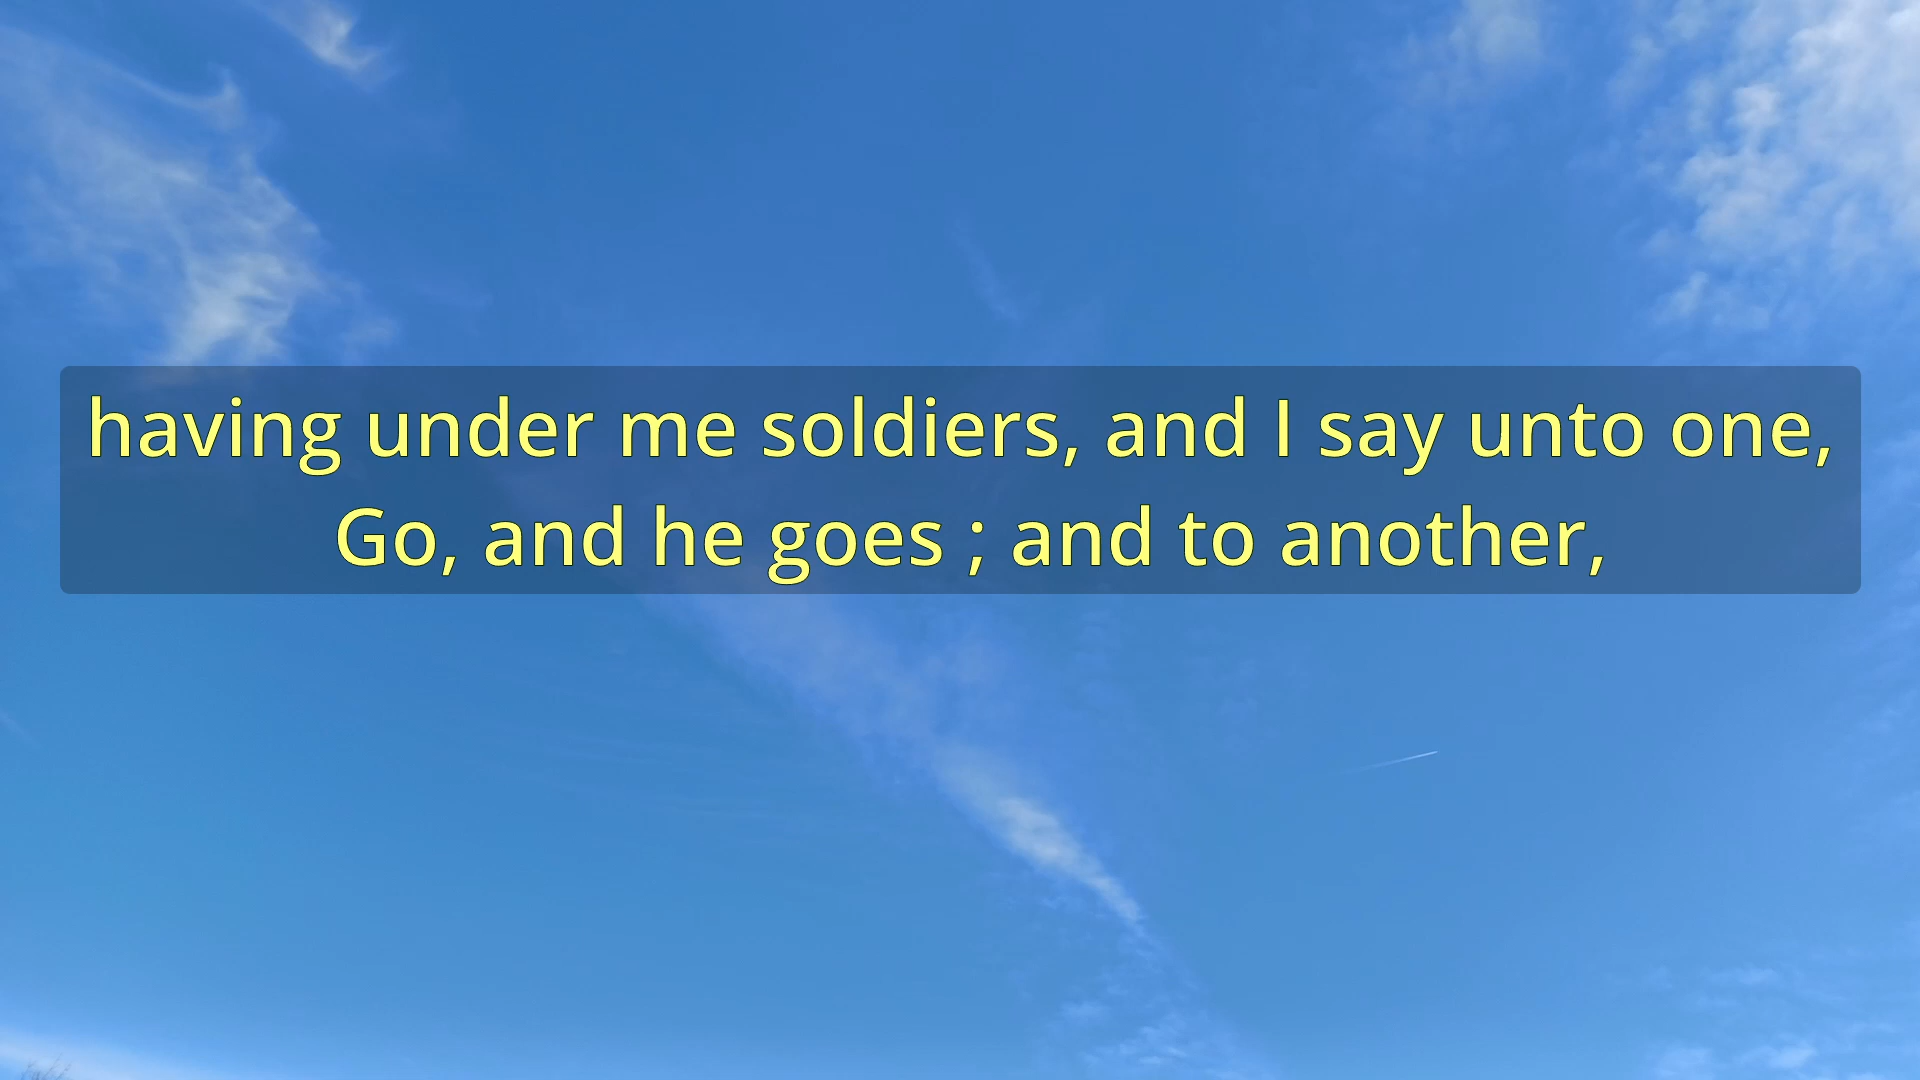 having under me soldiers, and I say unto one,
Go, and he goes ; and to another,